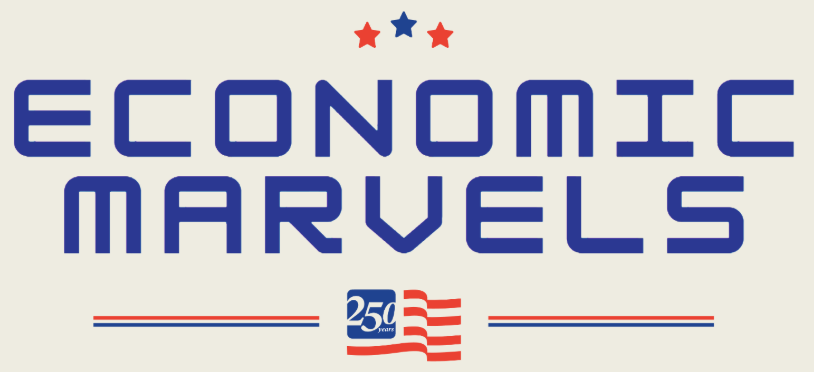 ECONOMIC
MARVELS
250
years